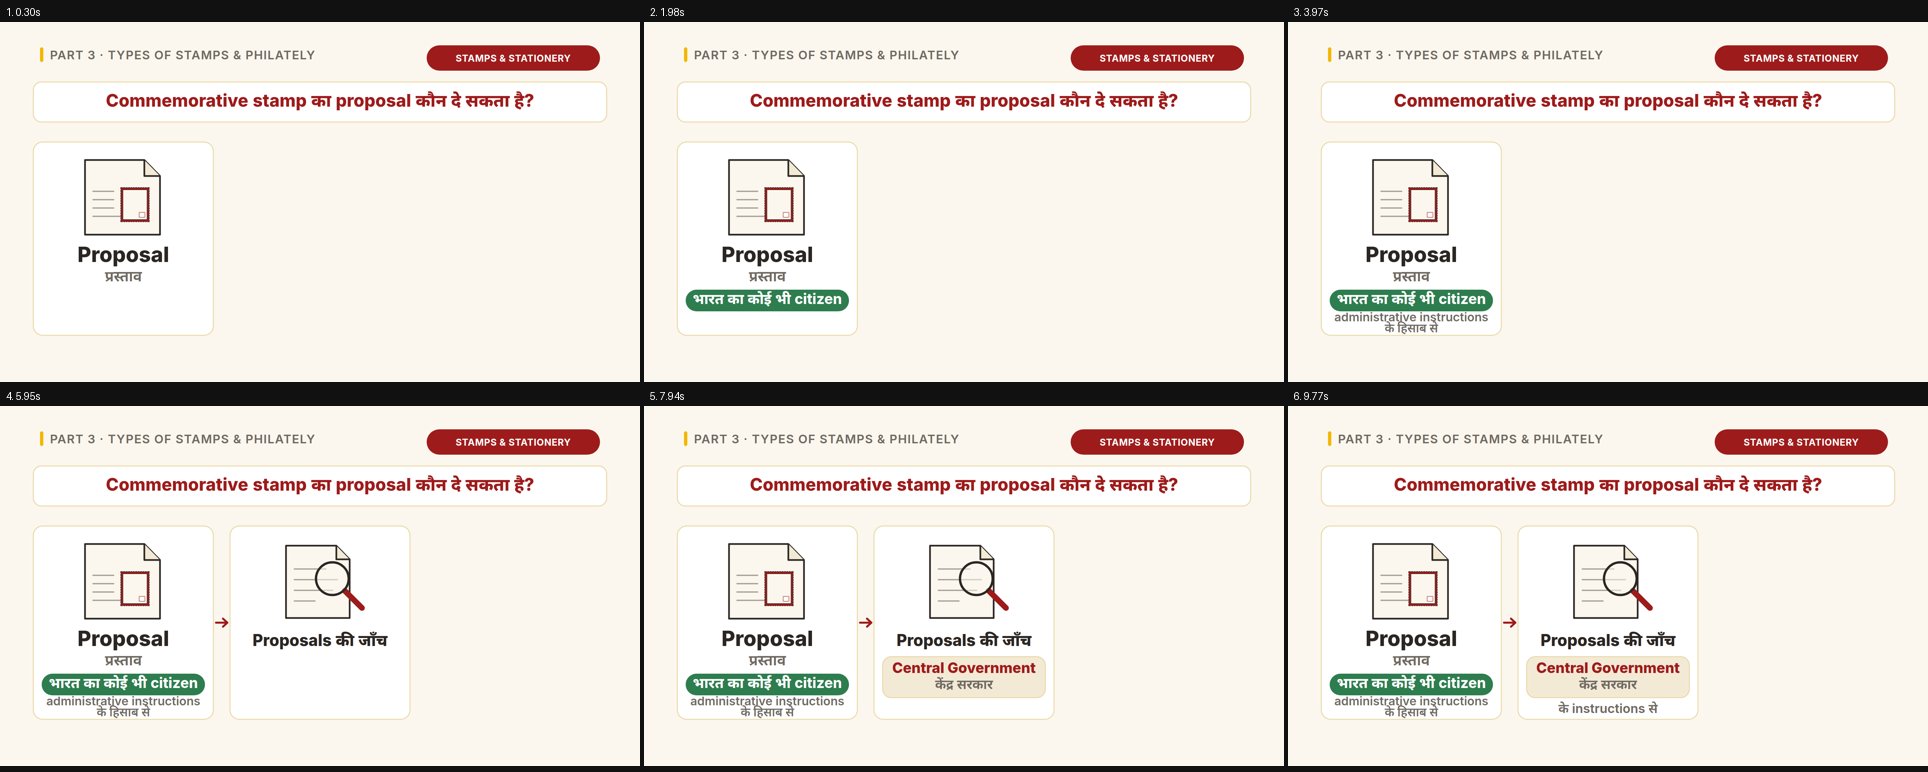 1. 0.30s
PART 3 · TYPES OF STAMPS & PHILATELY
STAMPS & STATIONERY
Commemorative stamp का proposal कौन दे सकता है?
Proposal
प्रस्ताव
2. 1.98s
PART 3 · TYPES OF STAMPS & PHILATELY
STAMPS & STATIONERY
Commemorative stamp का proposal कौन दे सकता है?
Proposal
प्रस्ताव
भारत का कोई भी citizen
3. 3.97s
PART 3 · TYPES OF STAMPS & PHILATELY
STAMPS & STATIONERY
Commemorative stamp का proposal कौन दे सकता है?
Proposal
प्रस्ताव
भारत का कोई भी citizen
administrative instructions
के हिसाब से
4. 5.95s
PART 3 · TYPES OF STAMPS & PHILATELY
STAMPS & STATIONERY
Commemorative stamp का proposal कौन दे सकता है?
Proposal
प्रस्ताव
भारत का कोई भी citizen
administrative instructions
के हिसाब से
Proposals की जाँच
5. 7.94s
PART 3 · TYPES OF STAMPS & PHILATELY
STAMPS & STATIONERY
Commemorative stamp का proposal कौन दे सकता है?
Proposal
प्रस्ताव
भारत का कोई भी citizen
administrative instructions
के हिसाब से
Proposals की जाँच
Central Government
केंद्र सरकार
6. 9.77s
PART 3 · TYPES OF STAMPS & PHILATELY
STAMPS & STATIONERY
Commemorative stamp का proposal कौन दे सकता है?
Proposal
प्रस्ताव
भारत का कोई भी citizen
administrative instructions
के हिसाब से
Proposals की जाँच
Central Government
केंद्र सरकार
के instructions से